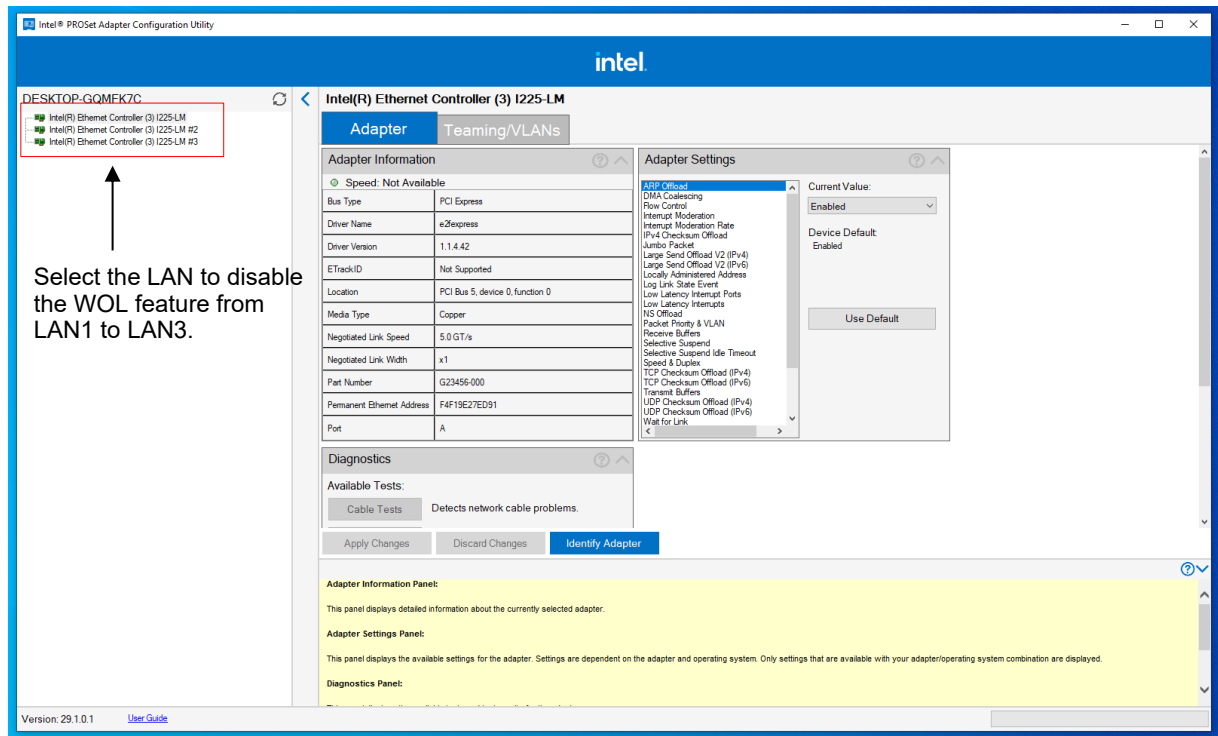 Intel® PROSet Adapter Configuration Utility
intel.
DESKTOP-GQMFK7C
Intel(R) Ethernet Controller (3) I225-LM
Intel(R) Ethernet Controller (3) I225-LM #2
Intel(R) Ethernet Controller (3) I225-LM #3
Select the LAN to disable
the WOL feature from
LAN1 to LAN3.
Intel(R) Ethernet Controller (3) I225-LM
Adapter
Teaming/VLANs
Adapter Information
Speed: Not Available
Bus Type PCI Express
Driver Name e2fexpress
Driver Version 1.1.4.42
ETrackID Not Supported
Location PCI Bus 5, device 0, function 0
Media Type Copper
Negotiated Link Speed 5.0 GT/s
Negotiated Link Width x1
Part Number G23456-000
Permanent Ethernet Address F4F19E27ED91
Port A
Adapter Settings
ARP Offload
DMA Coalescing
Flow Control
Interrupt Moderation
Interrupt Moderation Rate
IPv4 Checksum Offload
Jumbo Packet
Large Send Offload V2 (IPv4)
Large Send Offload V2 (IPv6)
Locally Administered Address
Log Link State Event
Low Latency Interrupt Ports
Low Latency Interrupts
NS Offload
Packet Priority & VLAN
Receive Buffers
Selective Suspend
Selective Suspend Idle Timeout
Speed & Duplex
TCP Checksum Offload (IPv4)
TCP Checksum Offload (IPv6)
Transmit Buffers
UDP Checksum Offload (IPv4)
UDP Checksum Offload (IPv6)
Wait for Link
Current Value:
Enabled
Device Default:
Enabled
Use Default
Diagnostics
Available Tests:
Cable Tests Detects network cable problems.
Apply Changes
Discard Changes
Identify Adapter
Adapter Information Panel:
This panel displays detailed information about the currently selected adapter.
Adapter Settings Panel:
This panel displays the available settings for the adapter. Settings are dependent on the adapter and operating system. Only settings that are available with your adapter/operating system combination are displayed.
Diagnostics Panel:
Version: 29.1.0.1 User Guide